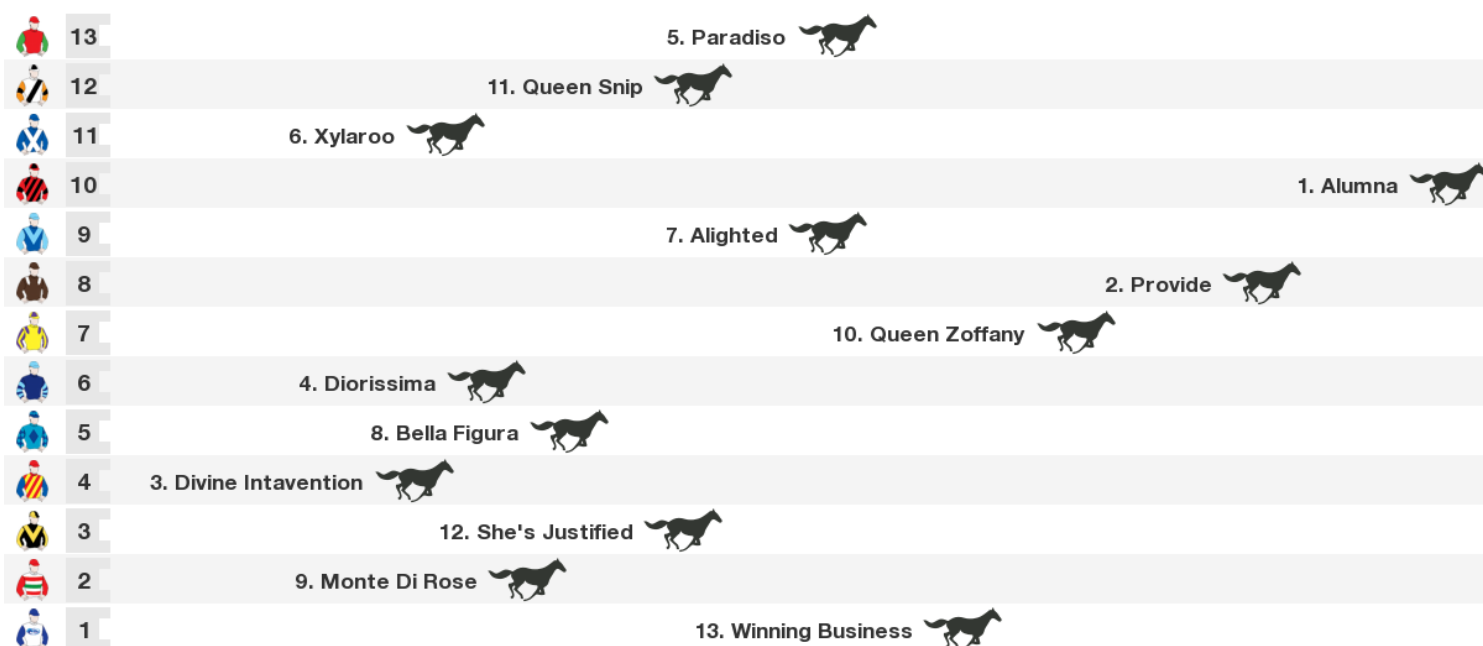 13 5. Paradiso
12 11. Queen Snip
11 6. Xylaroo
10 1. Alumna
9 7. Alighted
8 2. Provide
7 10. Queen Zoffany
6 4. Diorissima
5 8. Bella Figura
4 3. Divine Intavention
3 12. She's Justified
2 9. Monte Di Rose
1 13. Winning Business